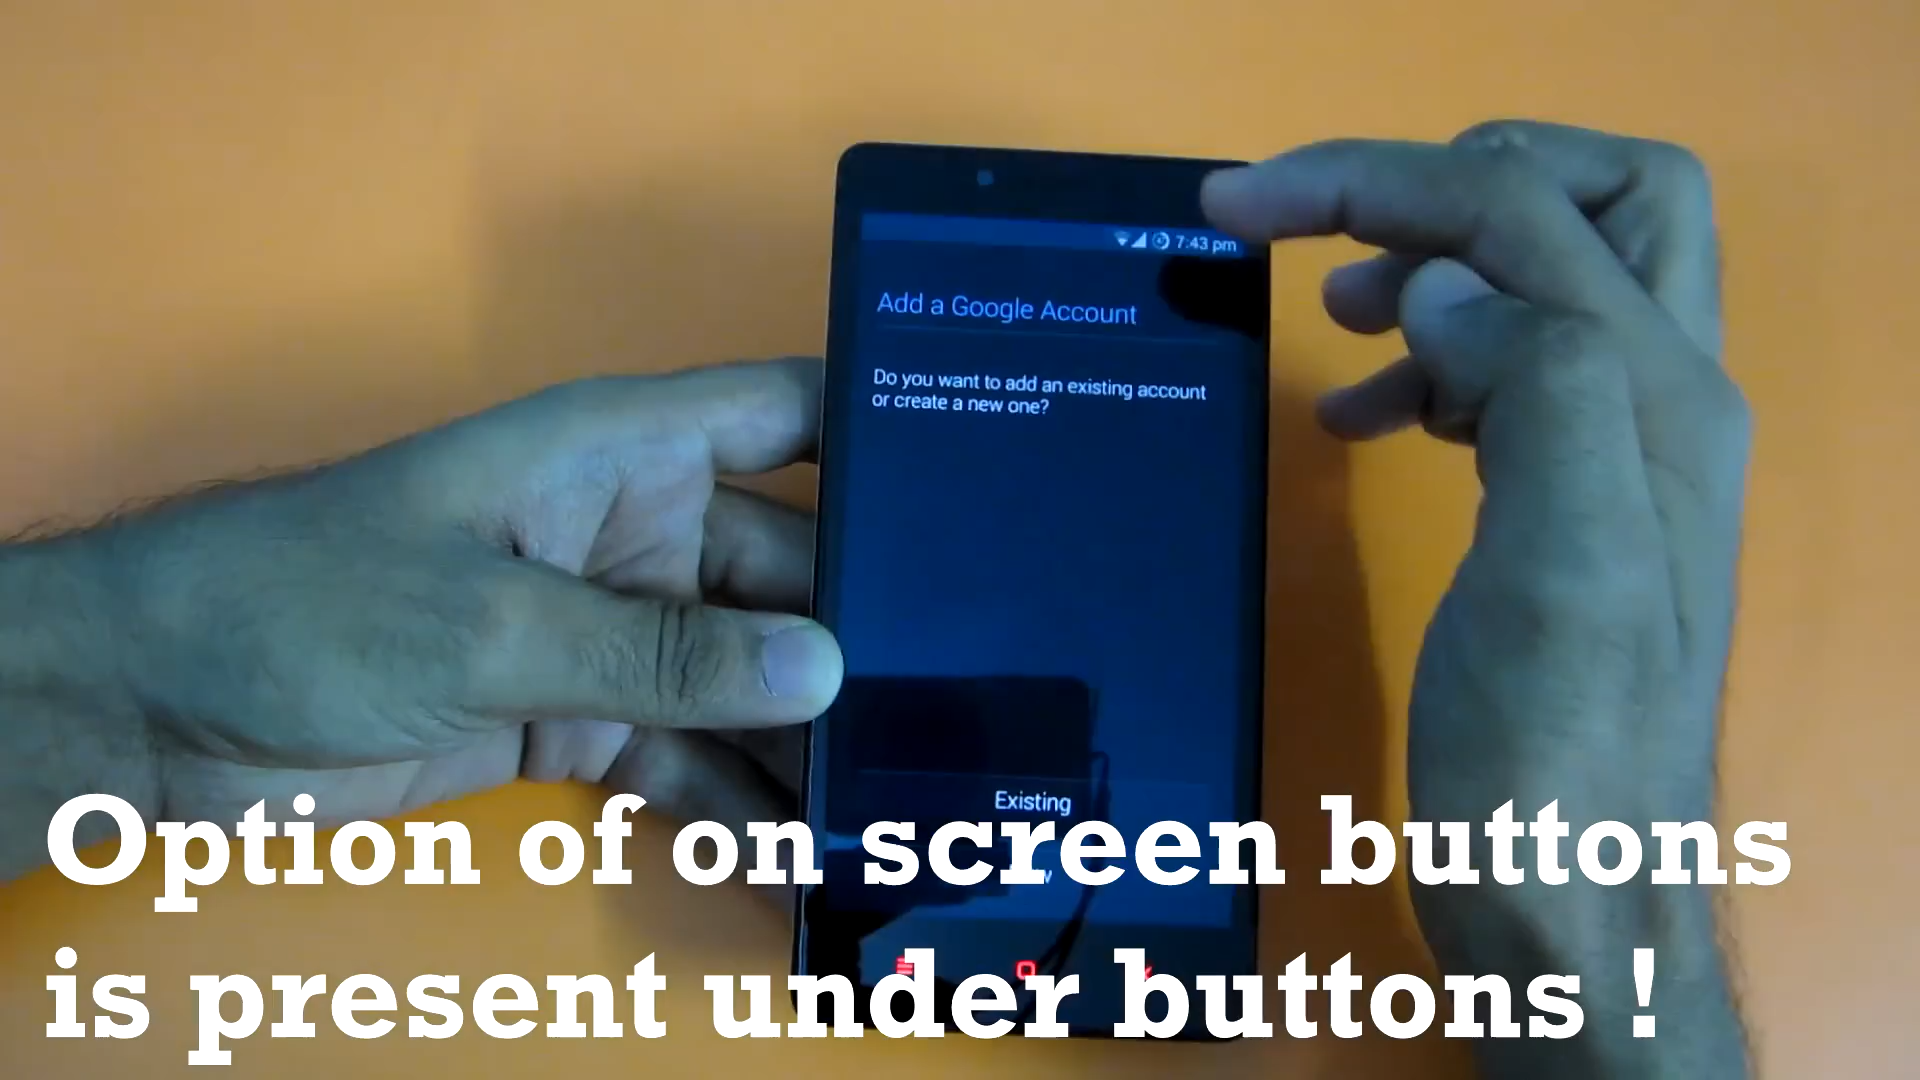 7:43 pm
Add a Google Account
Do you want to add an existing account
or create a new one?
Existing
Option of on screen buttons
is present under buttons !